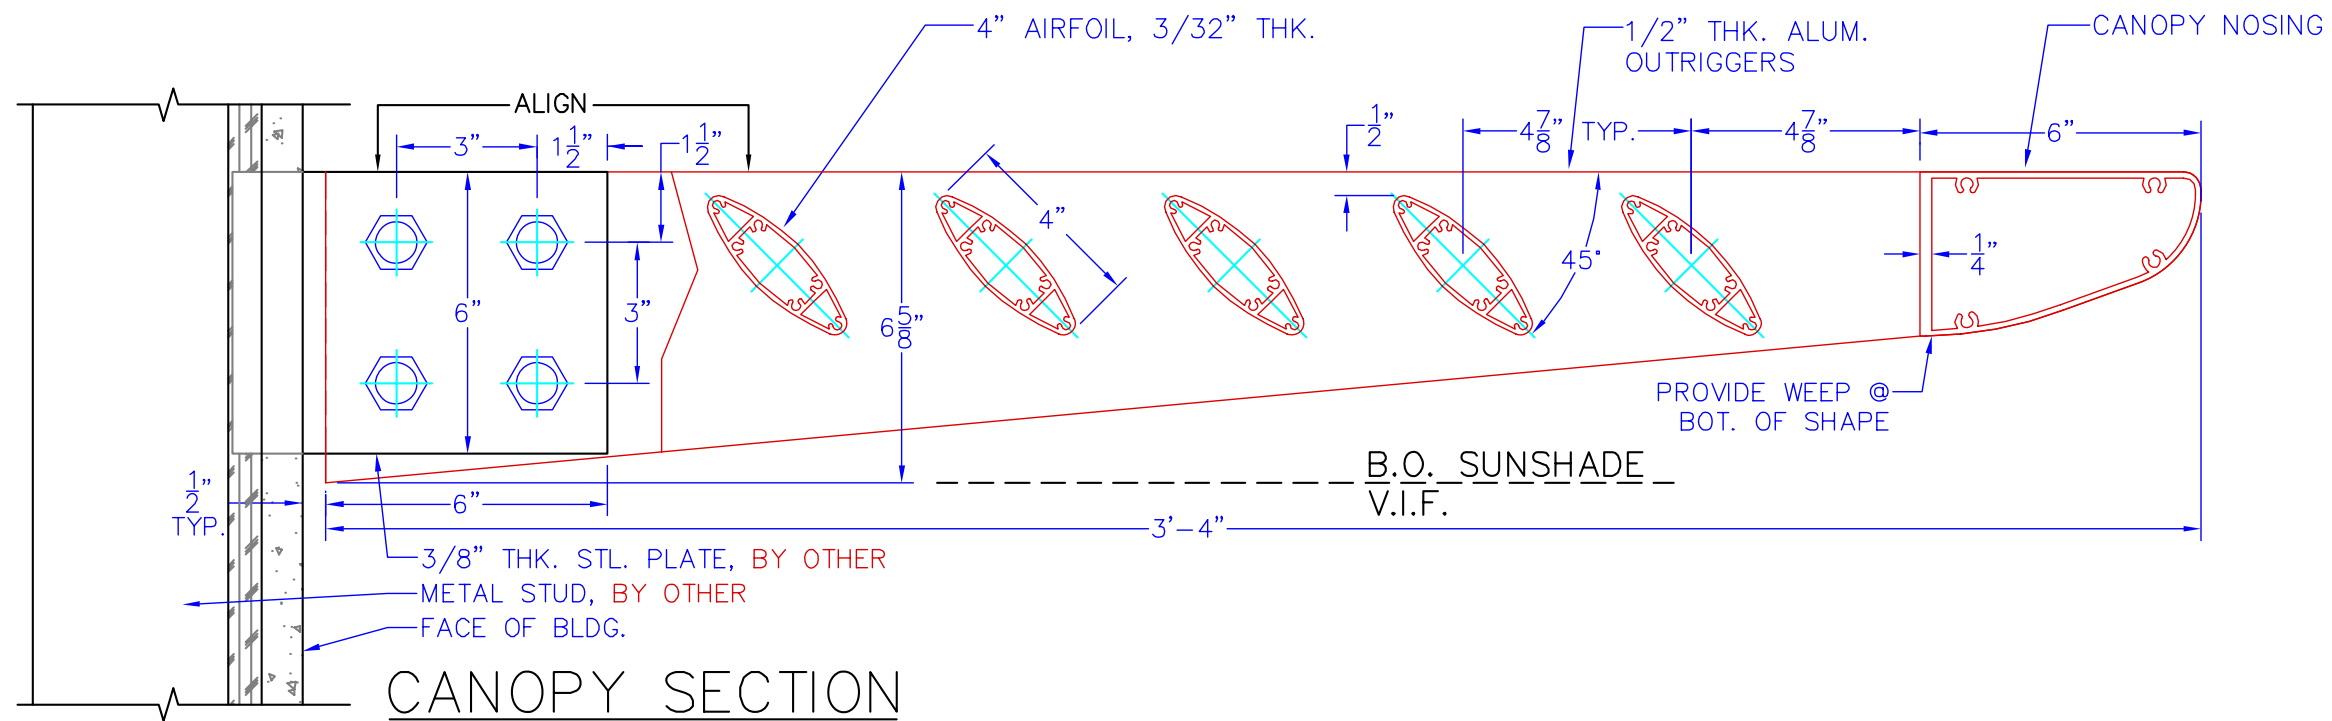 4” AIRFOIL, 3/32” THK.
1/2” THK. ALUM.
OUTRIGGERS
CANOPY NOSING
ALIGN
3”
1 1/2”
1 1/2”
1/2”
4 7/8” TYP.
4 7/8”
6”
4”
45°
1/4”
6”
3”
6 5/8”
PROVIDE WEEP @
BOT. OF SHAPE
B.O. SUNSHADE
V.I.F.
1/2”
TYP.
6”
3’-4”
3/8” THK. STL. PLATE, BY OTHER
METAL STUD, BY OTHER
FACE OF BLDG.
CANOPY SECTION